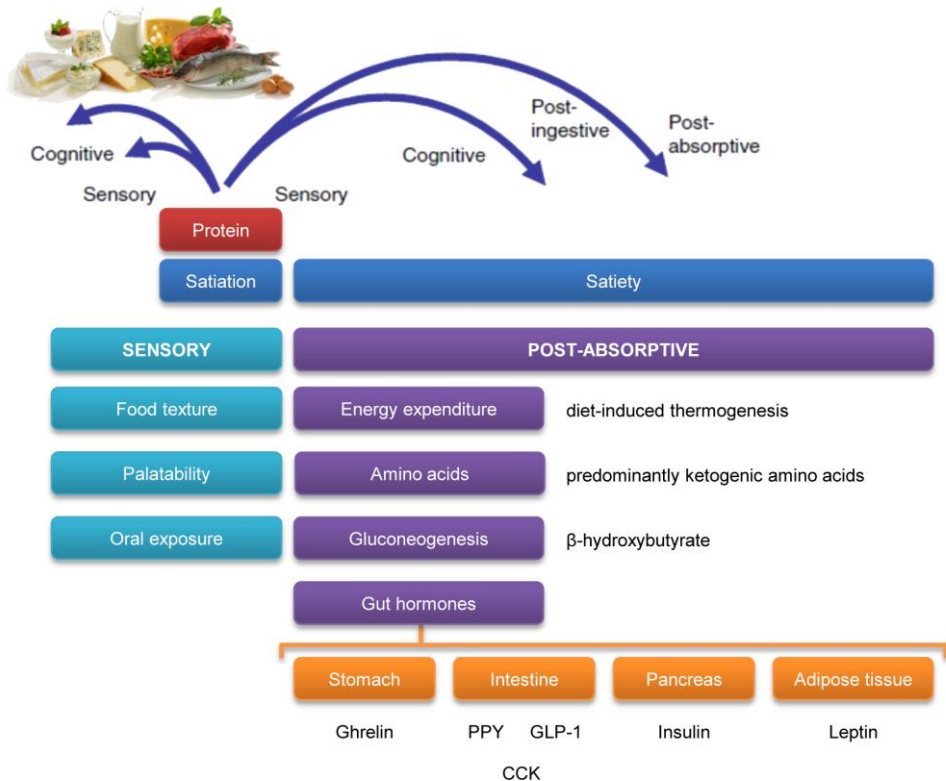 Cognitive
Sensory
Sensory
Cognitive
Post-
ingestive
Post-
absorptive
Protein
Satiation
Satiety
SENSORY
POST-ABSORPTIVE
Food texture
Energy expenditure
diet-induced thermogenesis
Palatability
Amino acids
predominantly ketogenic amino acids
Oral exposure
Gluconeogenesis
β-hydroxybutyrate
Gut hormones
Stomach
Intestine
Pancreas
Adipose tissue
Ghrelin
PPY
GLP-1
Insulin
Leptin
CCK